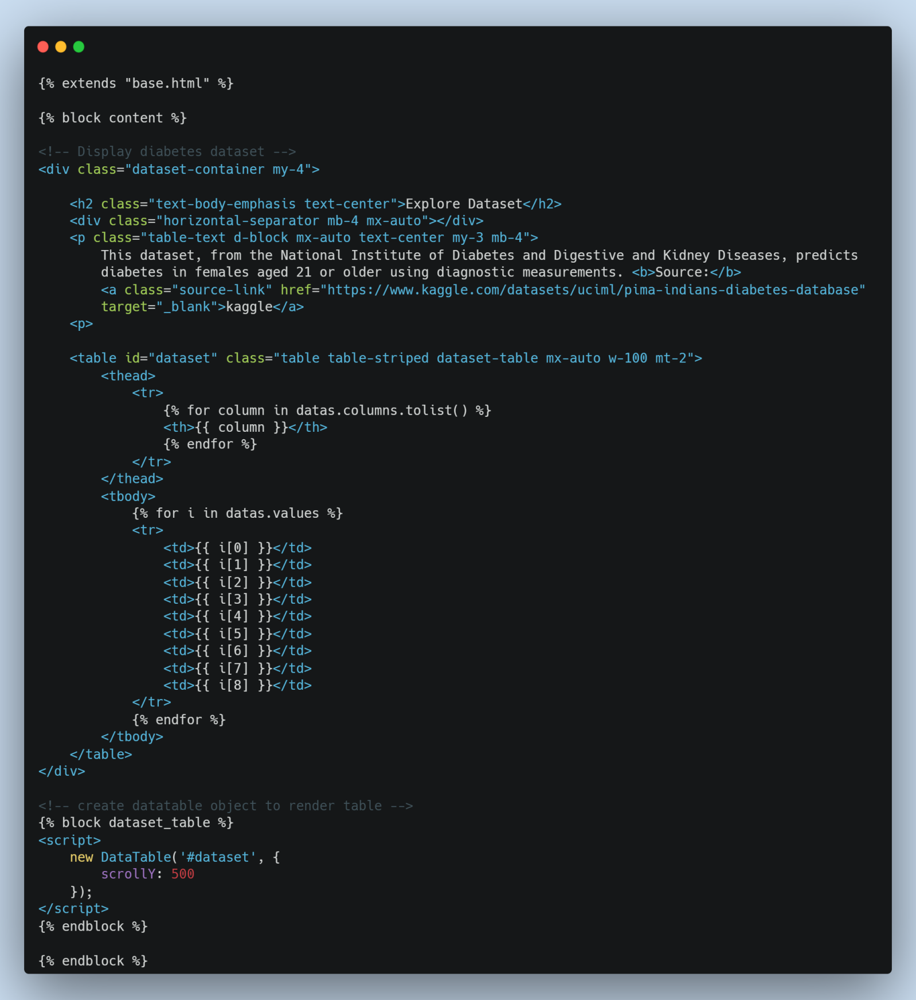 {% extends "base.html" %}

{% block content %}

<!-- Display diabetes dataset -->
<div class="dataset-container my-4">

    <h2 class="text-body-emphasis text-center">Explore Dataset</h2>
    <div class="horizontal-separator mb-4 mx-auto"></div>
    <p class="table-text d-block mx-auto text-center my-3 mb-4">
        This dataset, from the National Institute of Diabetes and Digestive and Kidney Diseases, predicts
        diabetes in females aged 21 or older using diagnostic measurements. <b>Source:</b>
        <a class="source-link" href="https://www.kaggle.com/datasets/uciml/pima-indians-diabetes-database"
        target="_blank">kaggle</a>
    <p>

    <table id="dataset" class="table table-striped dataset-table mx-auto w-100 mt-2">
        <thead>
            <tr>
                {% for column in datas.columns.tolist() %}
                <th>{{ column }}</th>
                {% endfor %}
            </tr>
        </thead>
        <tbody>
            {% for i in datas.values %}
            <tr>
                <td>{{ i[0] }}</td>
                <td>{{ i[1] }}</td>
                <td>{{ i[2] }}</td>
                <td>{{ i[3] }}</td>
                <td>{{ i[4] }}</td>
                <td>{{ i[5] }}</td>
                <td>{{ i[6] }}</td>
                <td>{{ i[7] }}</td>
                <td>{{ i[8] }}</td>
            </tr>
            {% endfor %}
        </tbody>
    </table>
</div>

<!-- create datatable object to render table -->
{% block dataset_table %}
<script>
    new DataTable('#dataset', {
        scrollY: 500
    });
</script>
{% endblock %}

{% endblock %}